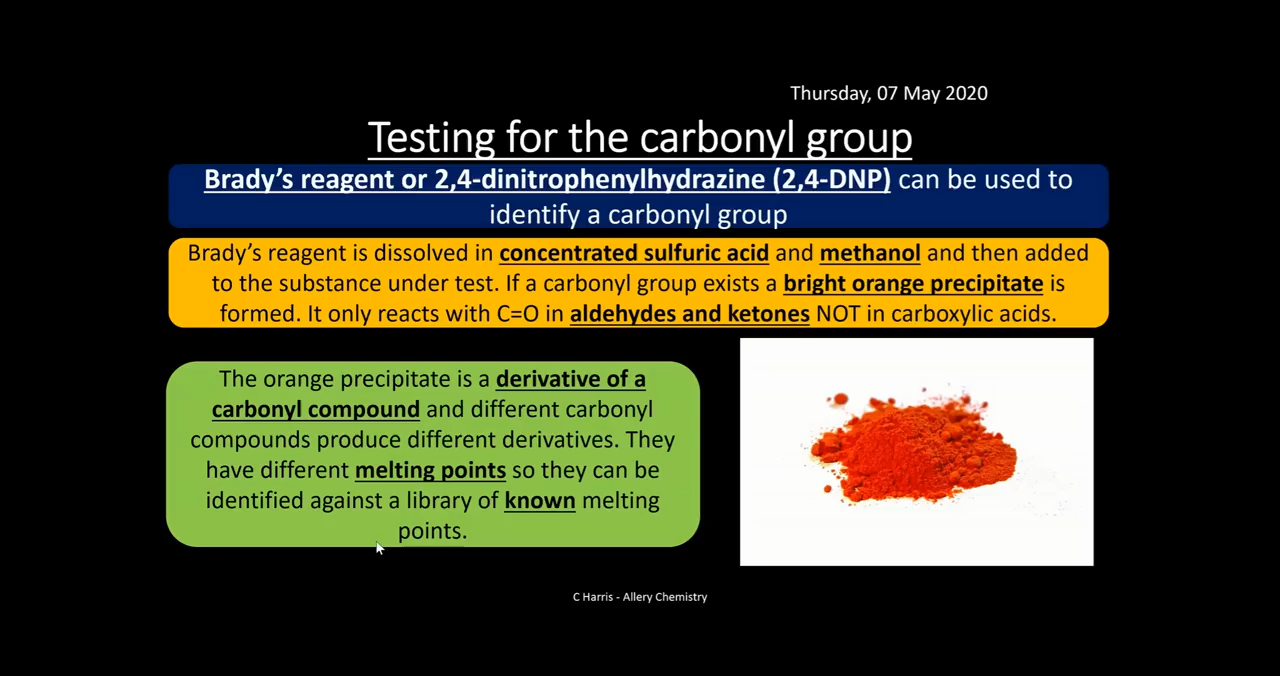 Thursday, 07 May 2020
Testing for the carbonyl group
Brady’s reagent or 2,4-dinitrophenylhydrazine (2,4-DNP) can be used to
identify a carbonyl group
Brady’s reagent is dissolved in concentrated sulfuric acid and methanol and then added
to the substance under test. If a carbonyl group exists a bright orange precipitate is
formed. It only reacts with C=O in aldehydes and ketones NOT in carboxylic acids.
The orange precipitate is a derivative of a
carbonyl compound and different carbonyl
compounds produce different derivatives. They
have different melting points so they can be
identified against a library of known melting
points.
C Harris - Allery Chemistry